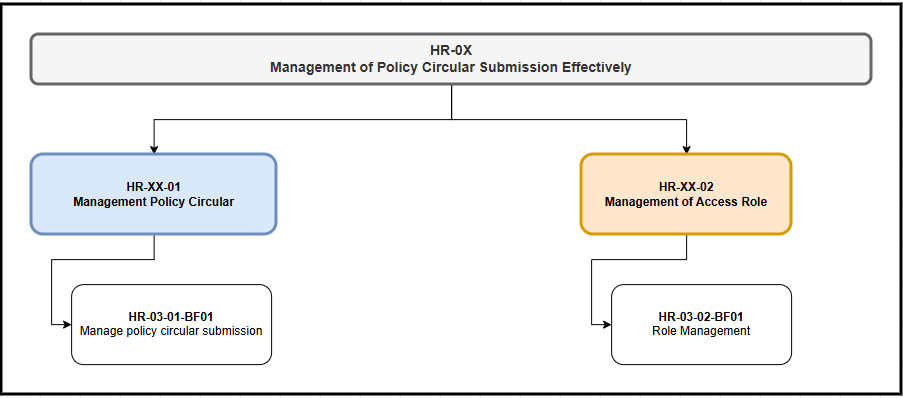 HR-0X
Management of Policy Circular Submission Effectively
HR-XX-01
Management Policy Circular
HR-XX-02
Management of Access Role
HR-03-01-BF01
Manage policy circular submission
HR-03-02-BF01
Role Management